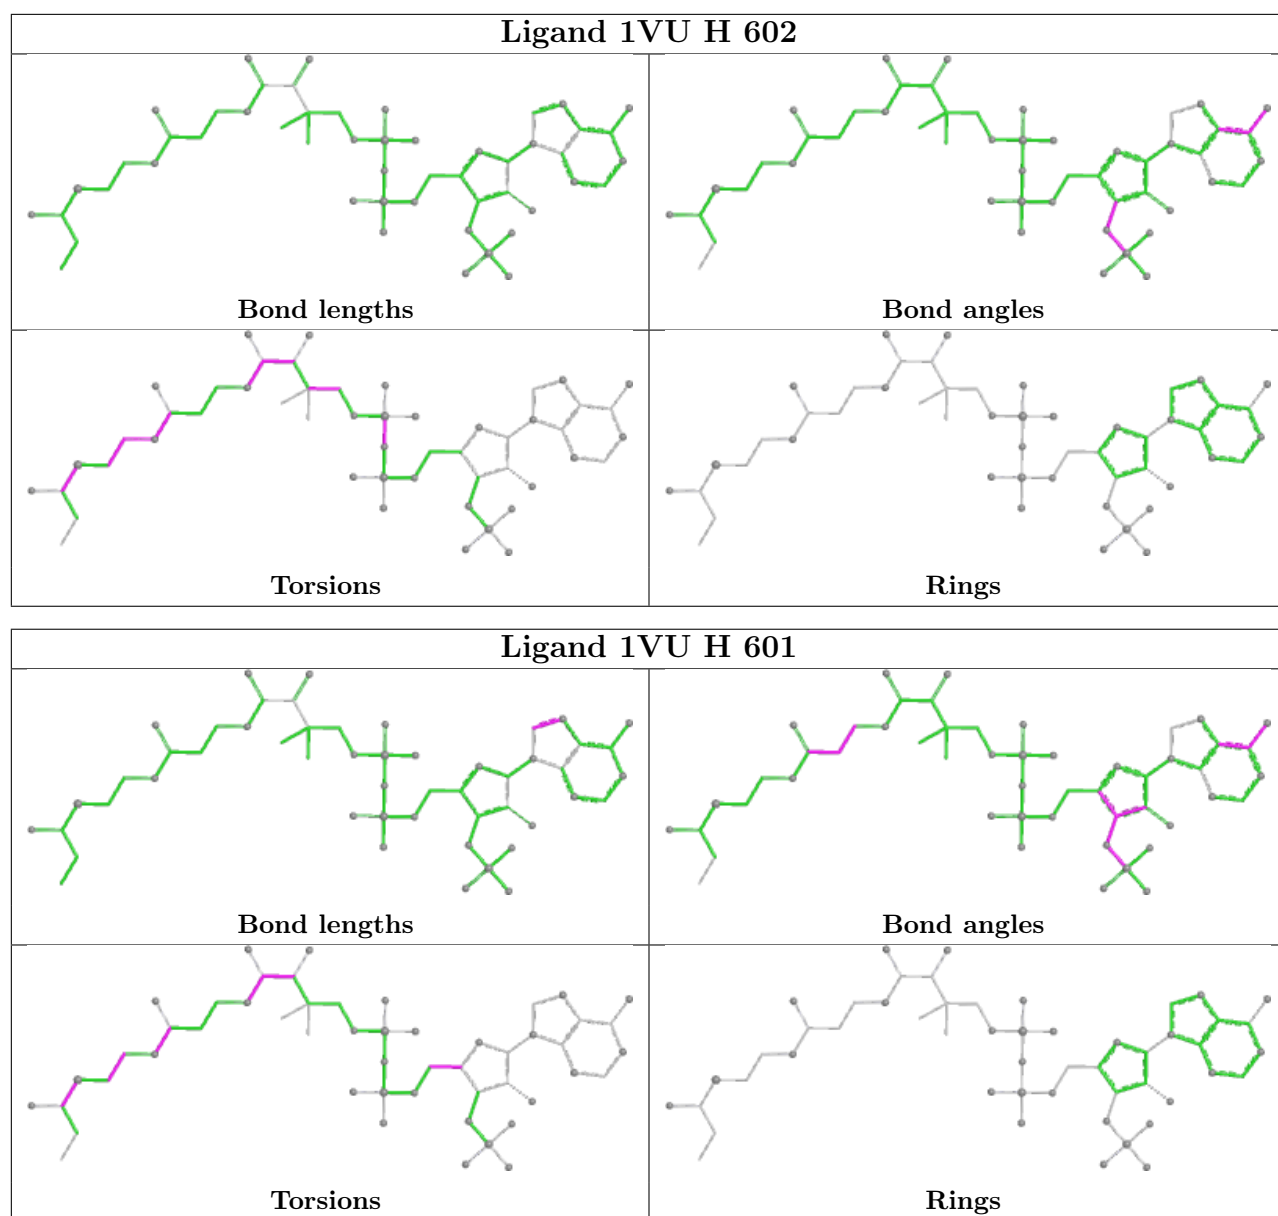 Ligand 1VU H 602
Bond lengths
Bond angles
Torsions
Rings
Ligand 1VU H 601
Bond lengths
Bond angles
Torsions
Rings